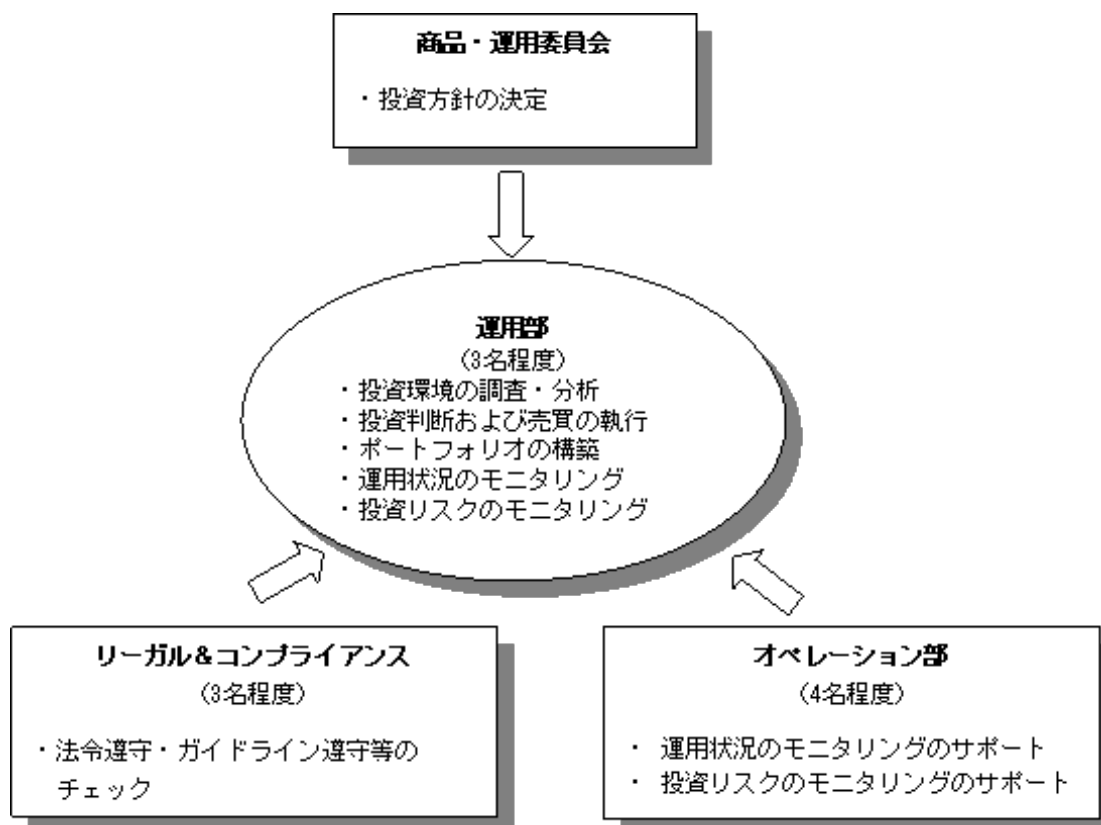 商品・運用委員会
・投資方針の決定
運用部
(3名程度)
・投資環境の調査・分析
・投資判断および売買の執行
・ポートフォリオの構築
・運用状況のモニタリング
・投資リスクのモニタリング
リーガル＆コンプライアンス
(3名程度)
・法令遵守・ガイドライン遵守等の
チェック
オペレーション部
(4名程度)
・ 運用状況のモニタリングのサポート
・ 投資リスクのモニタリングのサポート